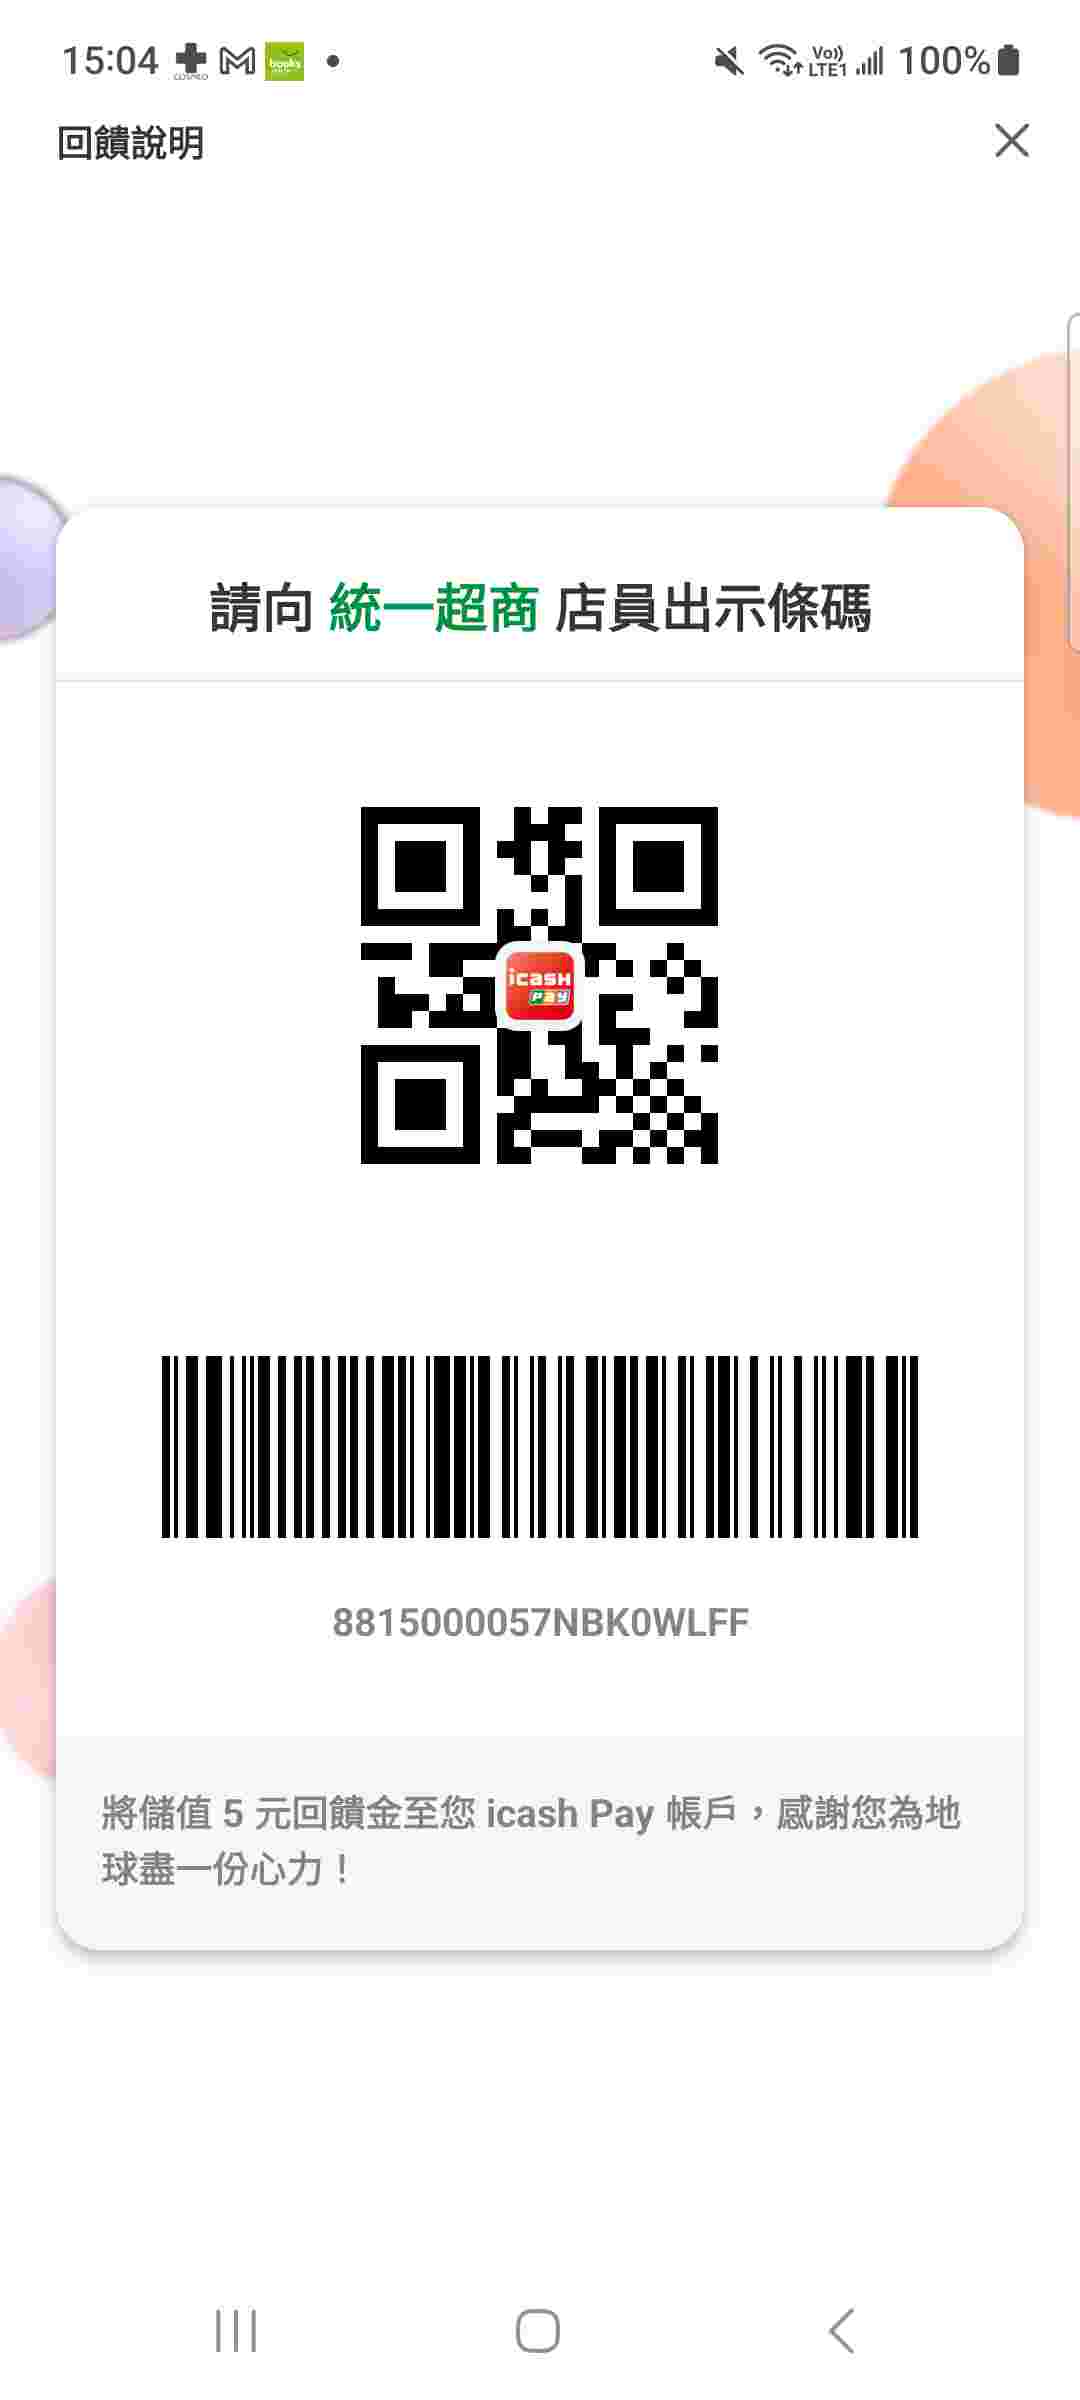 15:04
Vo)) LTE1
100%
回饋說明
請向 統一超商 店員出示條碼
icash
Pay
8815000057NBK0WLFF
將儲值 5 元回饋金至您 icash Pay 帳戶，感謝您為地
球盡一份心力！